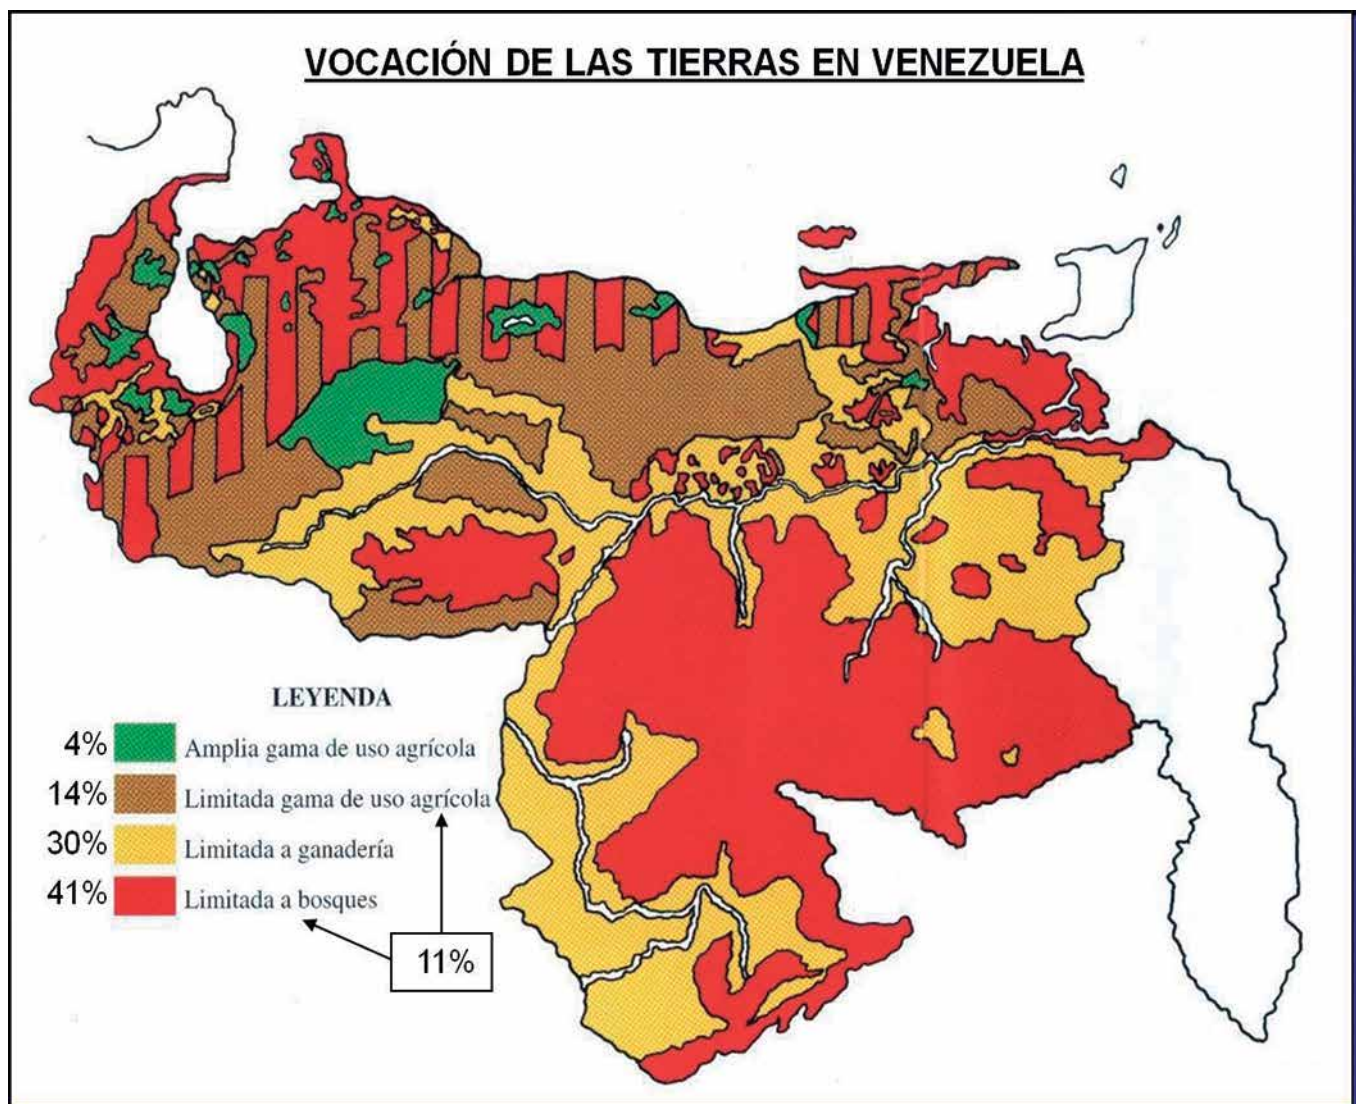 VOCACIÓN DE LAS TIERRAS EN VENEZUELA
LEYENDA
4% Amplia gama de uso agrícola
14% Limitada gama de uso agrícola
30% Limitada a ganadería
41% Limitada a bosques
11%